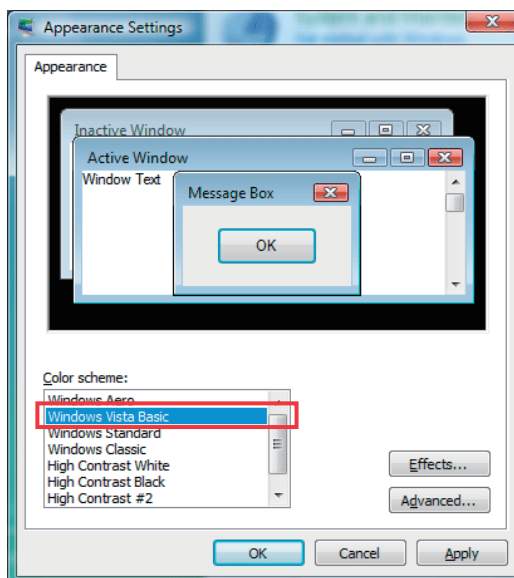 Appearance Settings
Appearance
Inactive Window
Active Window
Window Text
Message Box
OK
Color scheme:
Windows Aero
Windows Vista Basic
Windows Standard
Windows Classic
High Contrast White
High Contrast Black
High Contrast #2
Effects...
Advanced...
OK Cancel Apply